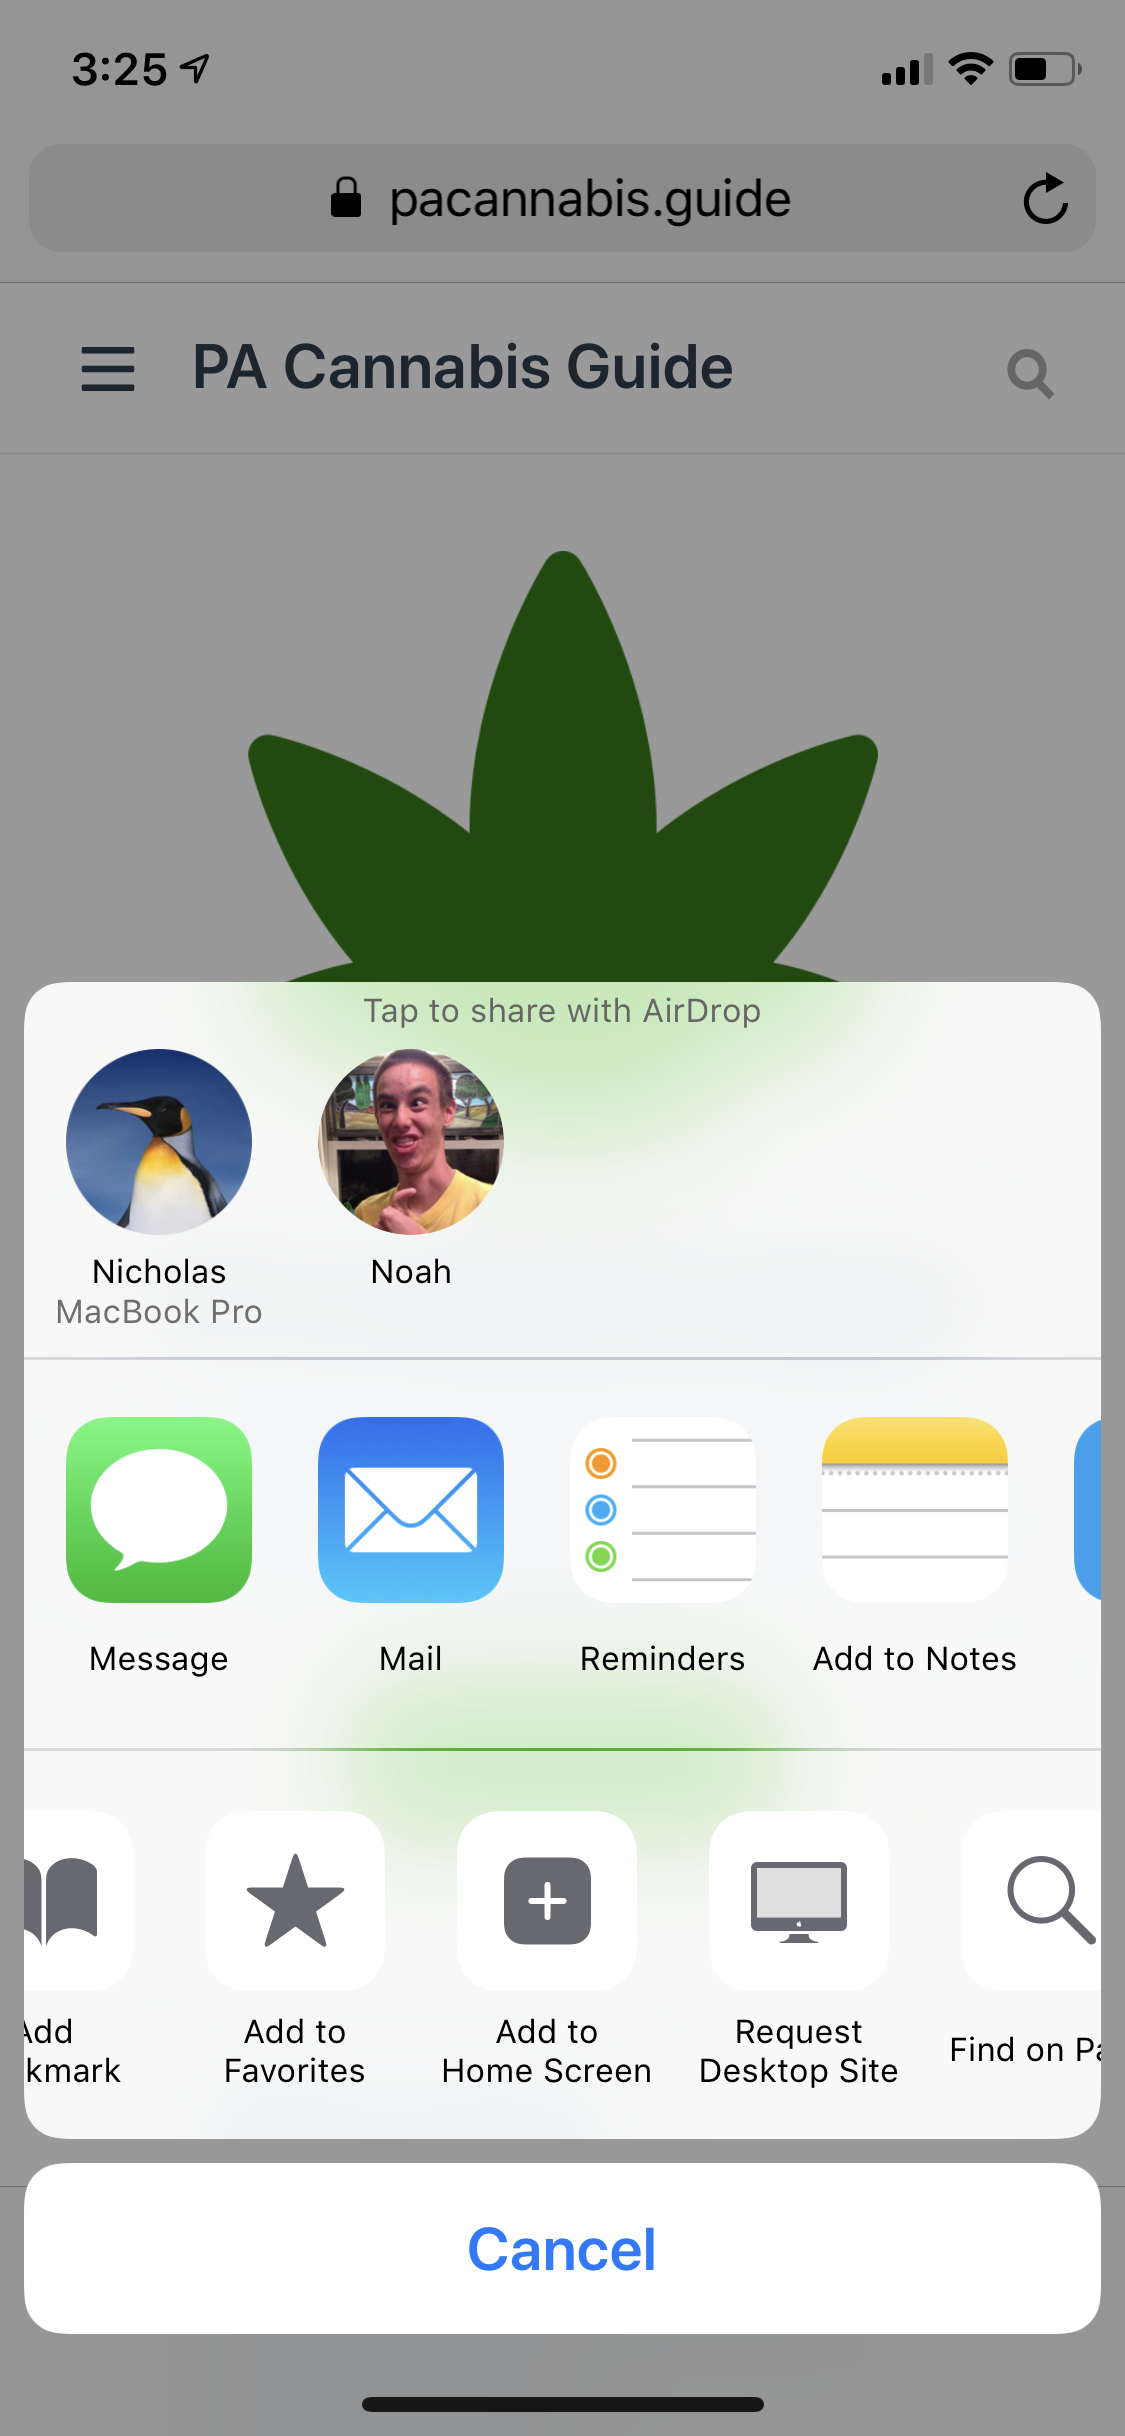 3:25
pacannabis.guide
PA Cannabis Guide
Tap to share with AirDrop
Nicholas
MacBook Pro
Noah
Message
Mail
Reminders
Add to Notes
Add
kmark
Add to
Favorites
Add to
Home Screen
Request
Desktop Site
Find on Pa
Cancel